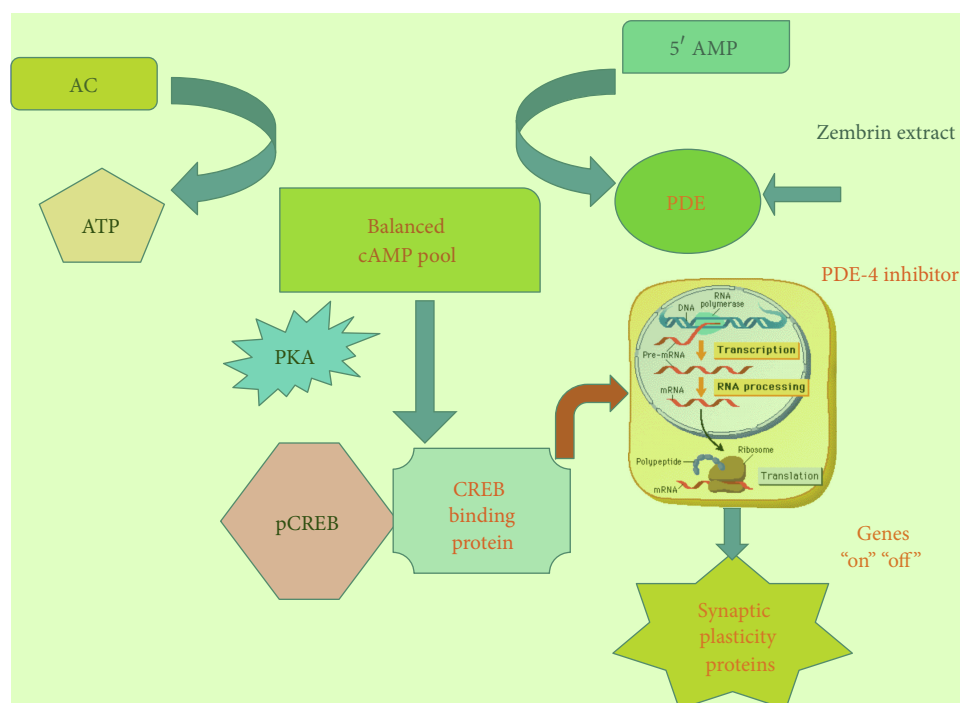 AC
5′ AMP
Zembrin extract
ATP
PDE
Balanced
cAMP pool
PDE-4 inhibitor
RNA
polymerase
DNA
Pre-mRNA
Transcription
RNA processing
mRNA
PKA
Ribosome
Polypeptide
Translation
mRNA
pCREB
CREB
binding
protein
Genes
“on” “off”
Synaptic
plasticity
proteins